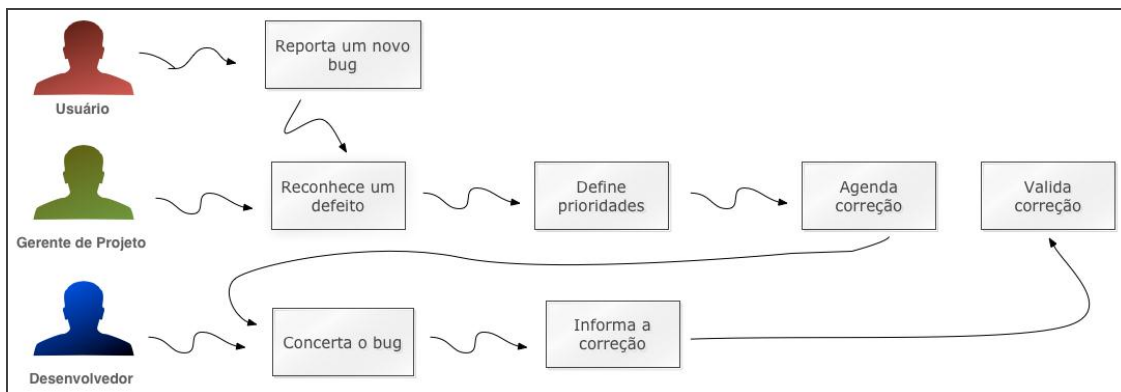 Usuário
Reporta um novo
bug
Gerente de Projeto
Reconhece um
defeito
Define
prioridades
Agenda
correção
Valida
correção
Desenvolvedor
Concerta o bug
Informa a
correção